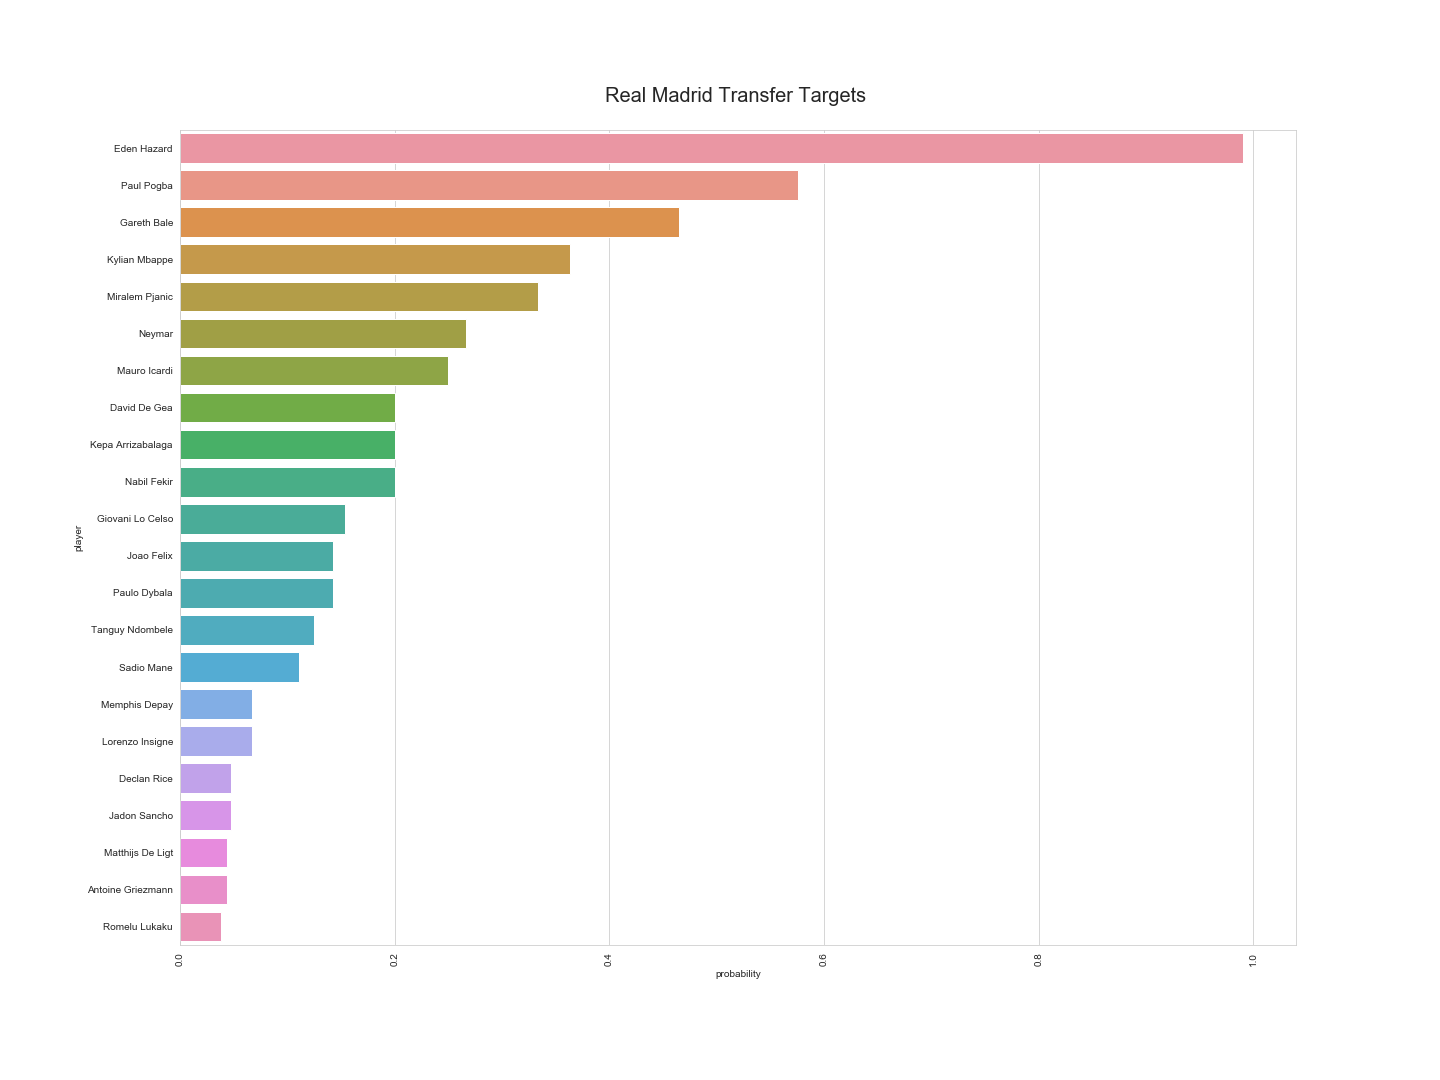 Real Madrid Transfer Targets
Eden Hazard
Paul Pogba
Gareth Bale
Kylian Mbappe
Miralem Pjanic
Neymar
Mauro Icardi
David De Gea
Kepa Arrizabalaga
Nabil Fekir
Giovani Lo Celso
Joao Felix
Paulo Dybala
Tanguy Ndombele
Sadio Mane
Memphis Depay
Lorenzo Insigne
Declan Rice
Jadon Sancho
Matthijs De Ligt
Antoine Griezmann
Romelu Lukaku
player
0.0
0.2
0.4
0.6
0.8
1.0
probability